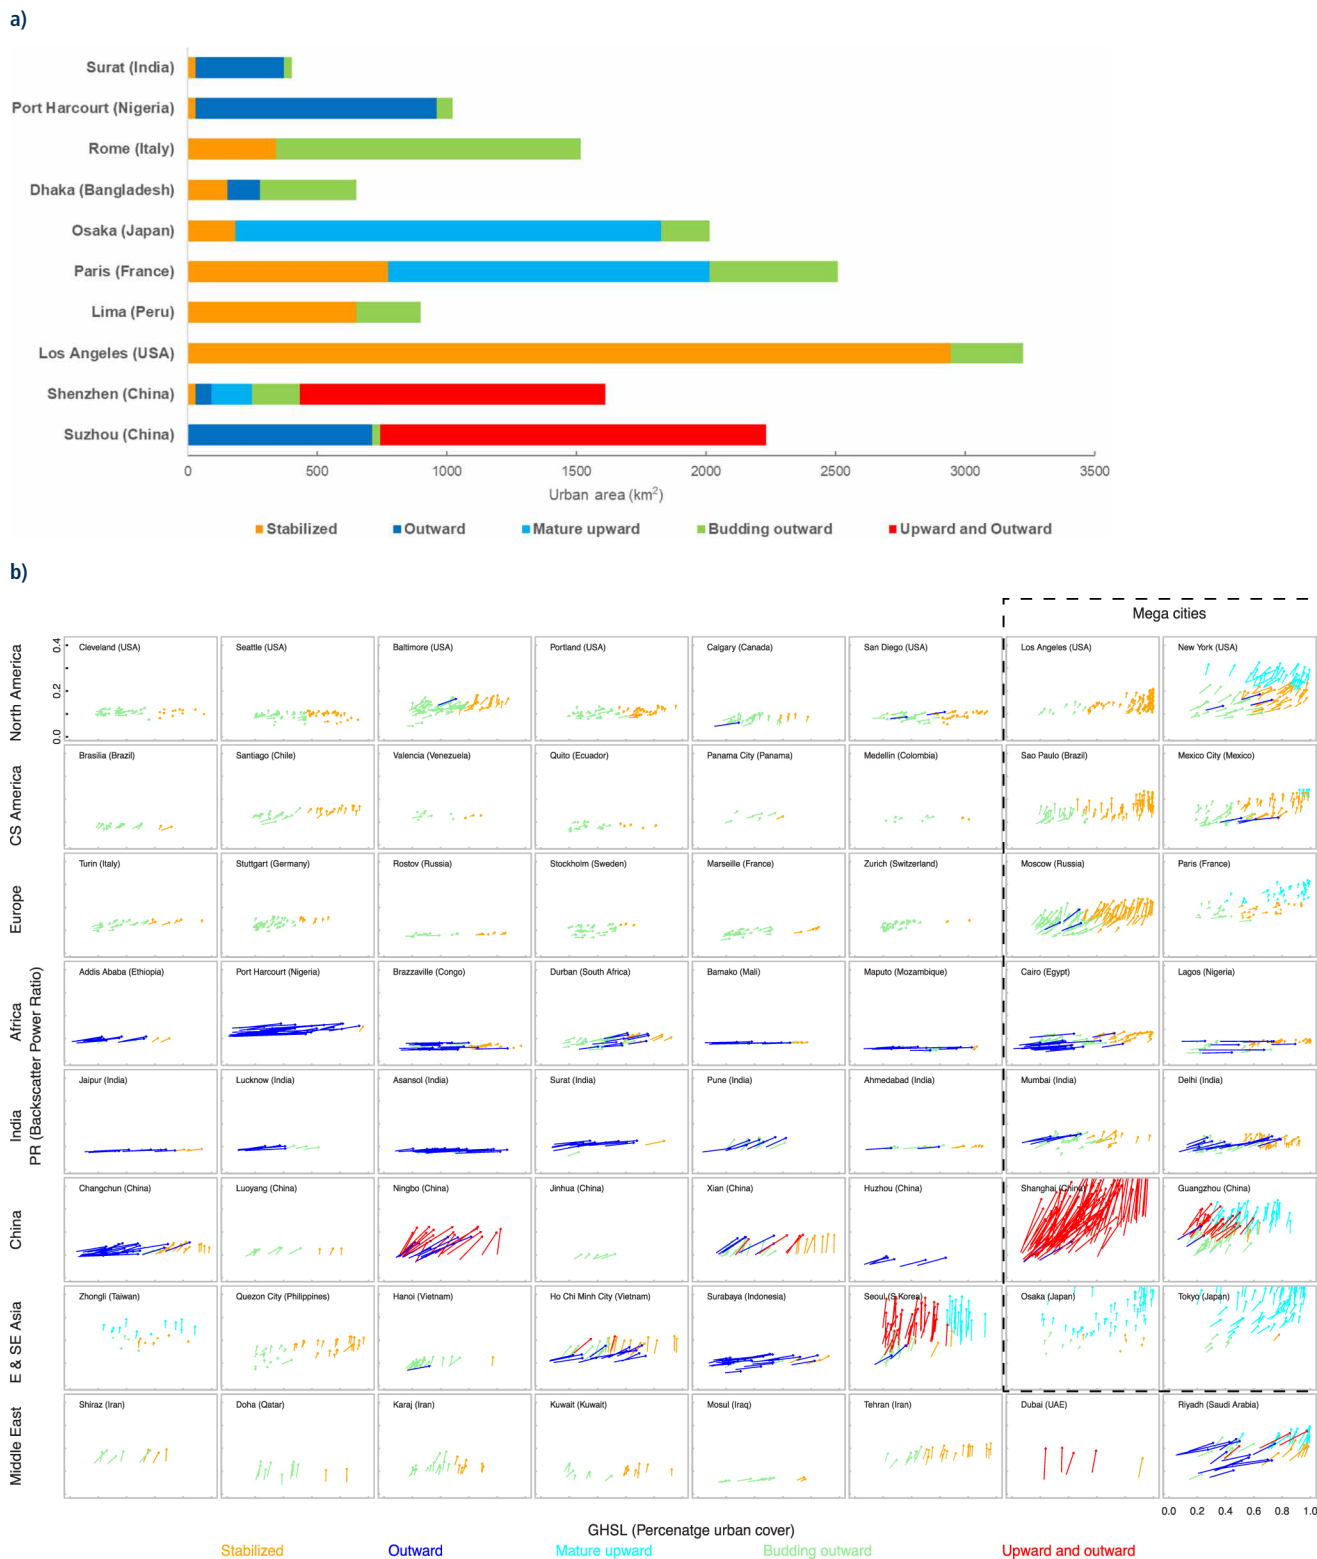 a)
Surat (India)
Port Harcourt (Nigeria)
Rome (Italy)
Dhaka (Bangladesh)
Osaka (Japan)
Paris (France)
Lima (Peru)
Los Angeles (USA)
Shenzhen (China)
Suzhou (China)
0 500 1000 1500 2000 2500 3000 3500
Urban area (km²)
Stabilized Outward Mature upward Budding outward Upward and Outward
b)
Mega cities
North America
0.4
0.2
0.0
Cleveland (USA) Seattle (USA) Baltimore (USA) Portland (USA) Calgary (Canada) San Diego (USA) Los Angeles (USA) New York (USA)
CS America
Brasilia (Brazil) Santiago (Chile) Valencia (Venezuela) Quito (Ecuador) Panama City (Panama) Medellin (Colombia) Sao Paulo (Brazil) Mexico City (Mexico)
Europe
Turin (Italy) Stuttgart (Germany) Rostov (Russia) Stockholm (Sweden) Marseille (France) Zurich (Switzerland) Moscow (Russia) Paris (France)
PR (Backscatter Power Ratio)
Africa
Addis Ababa (Ethiopia) Port Harcourt (Nigeria) Brazzaville (Congo) Durban (South Africa) Bamako (Mali) Maputo (Mozambique) Cairo (Egypt) Lagos (Nigeria)
India
Jaipur (India) Lucknow (India) Asansol (India) Surat (India) Pune (India) Ahmedabad (India) Mumbai (India) Delhi (India)
China
Changchun (China) Luoyang (China) Ningbo (China) Jinhua (China) Xian (China) Huzhou (China) Shanghai (China) Guangzhou (China)
E & SE Asia
Zhongli (Taiwan) Quezon City (Philippines) Hanoi (Vietnam) Ho Chi Minh City (Vietnam) Surabaya (Indonesia) Seoul (S Korea) Osaka (Japan) Tokyo (Japan)
Middle East
Shiraz (Iran) Doha (Qatar) Karaj (Iran) Kuwait (Kuwait) Mosul (Iraq) Tehran (Iran) Dubai (UAE) Riyadh (Saudi Arabia)
0.0 0.2 0.4 0.6 0.8 1.0
GHSL (Percenatge urban cover)
Stabilized Outward Mature upward Budding outward Upward and outward